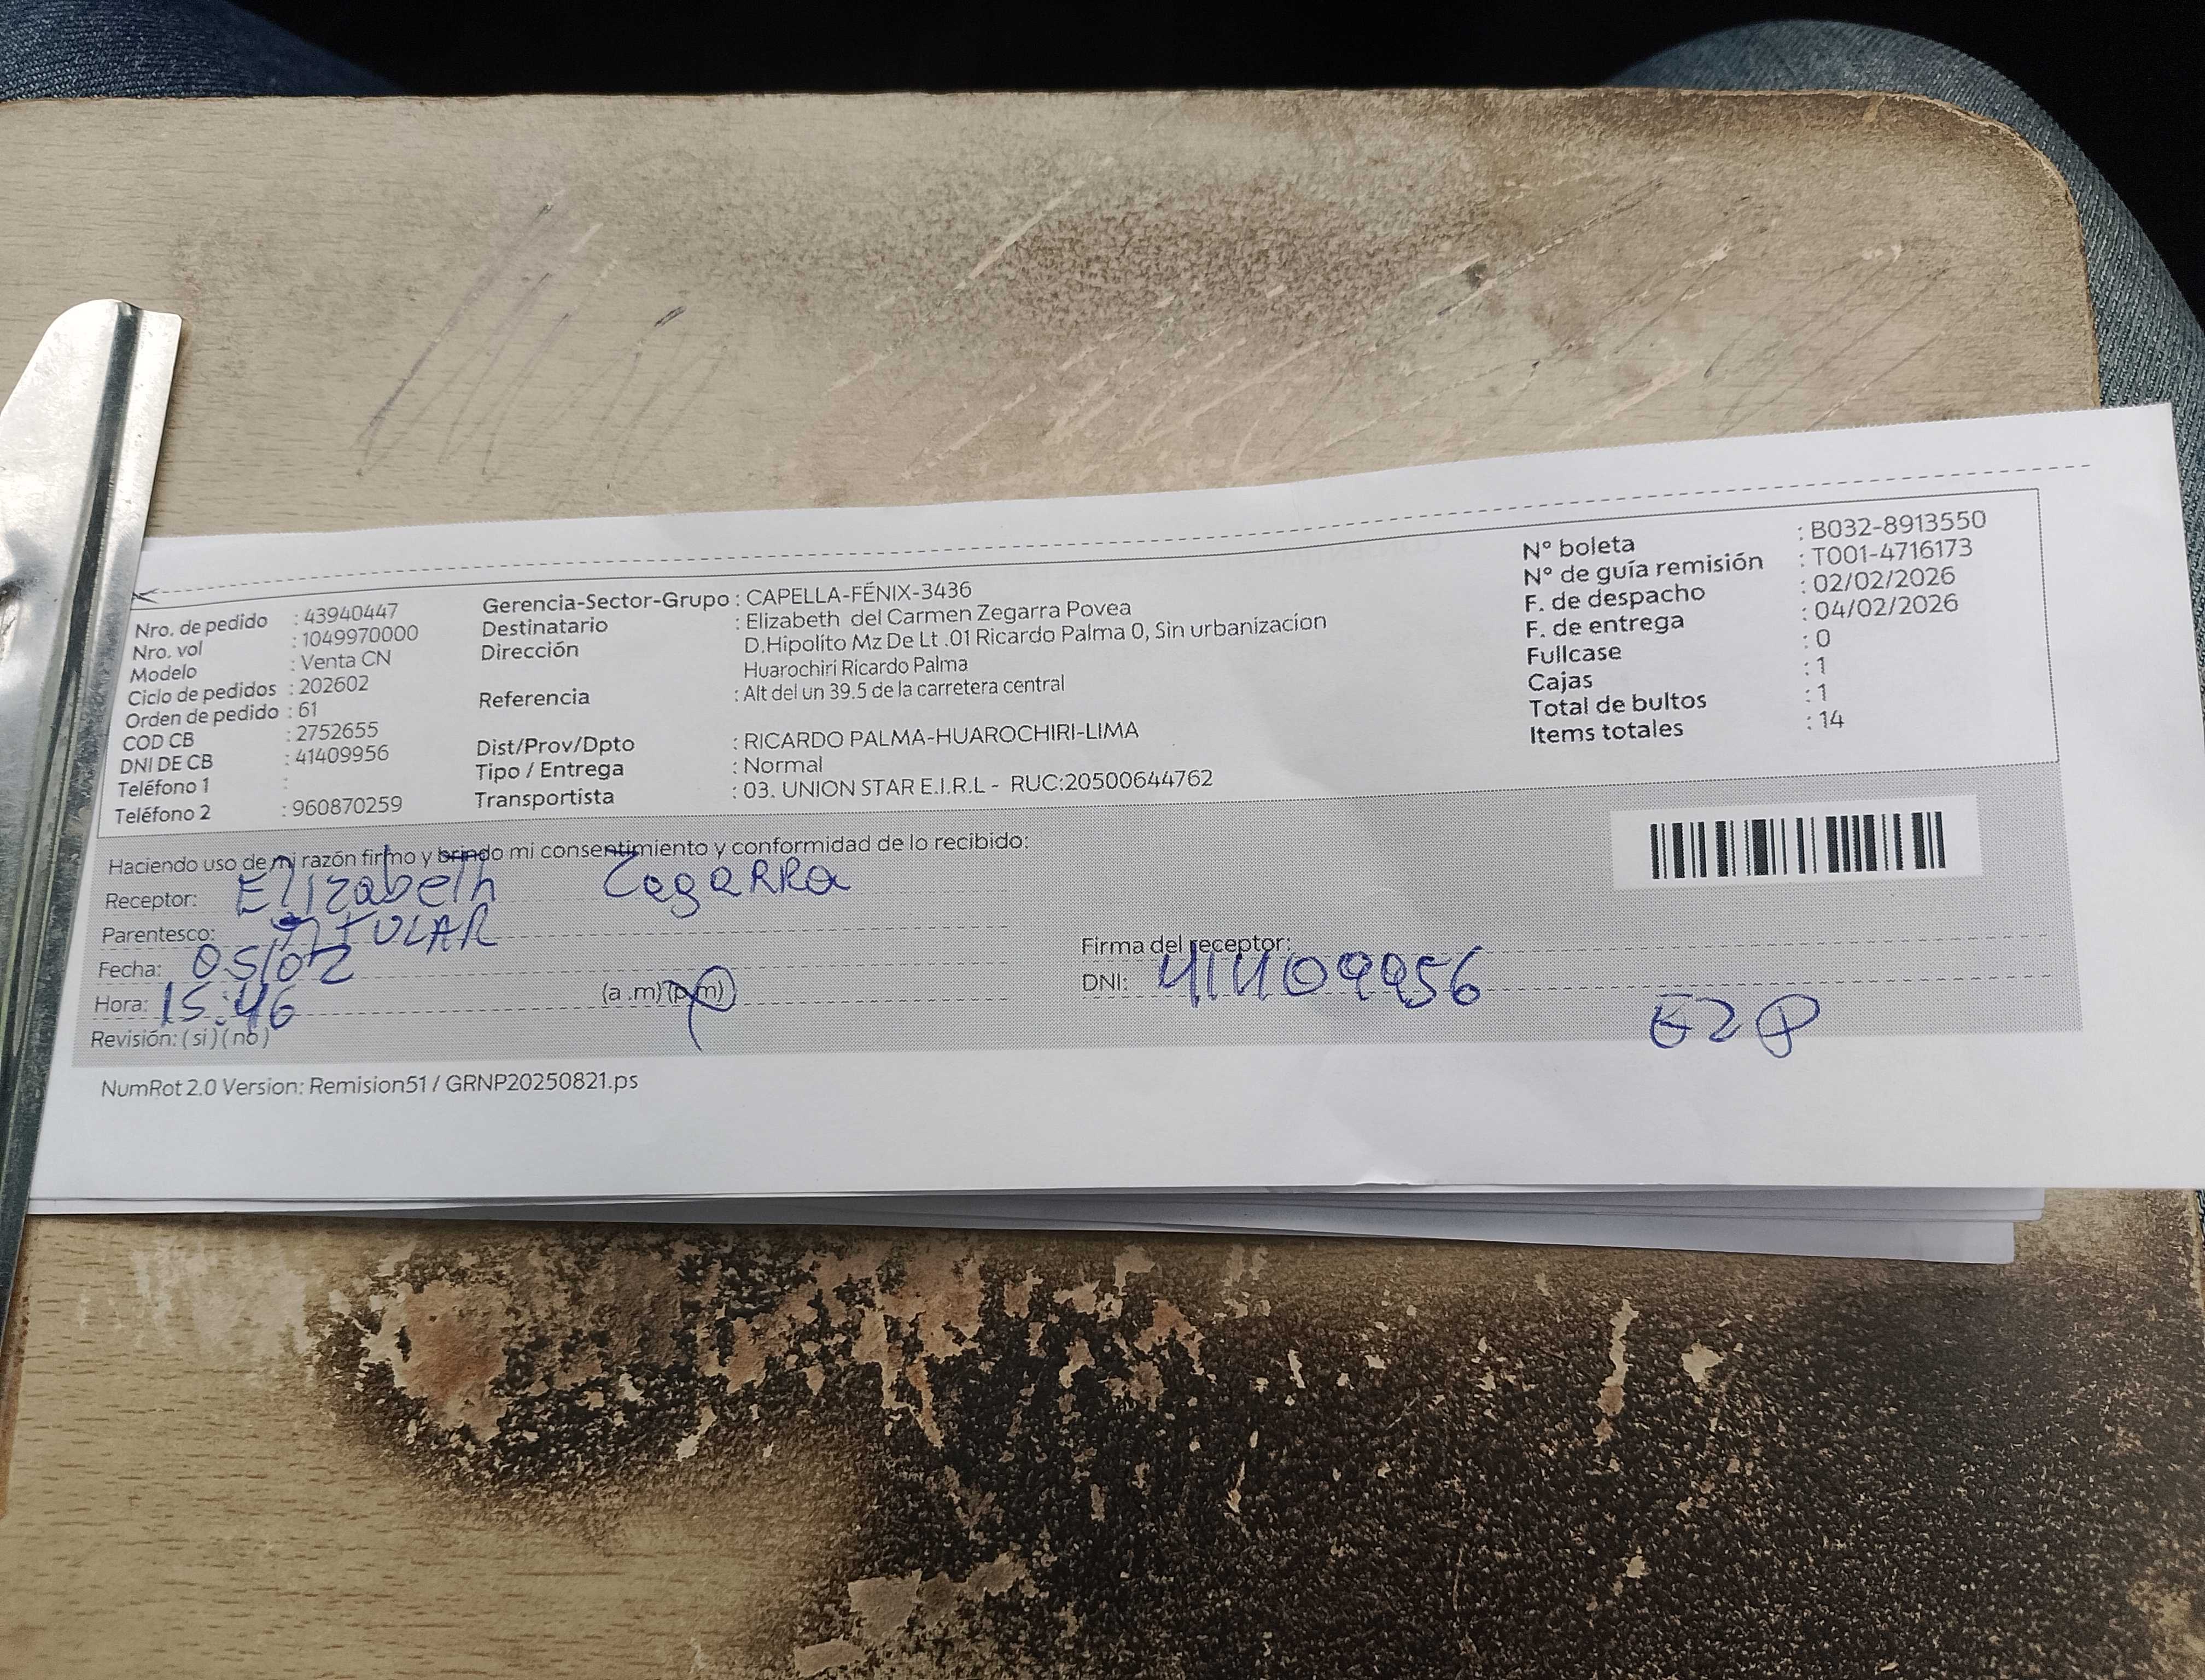 Nro. de pedido : 43940447
Nro. vol : 1049970000
Modelo : Venta CN
Ciclo de pedidos : 202602
Orden de pedido : 61
COD CB : 2752655
DNI DE CB : 41409956
Teléfono 1 :
Teléfono 2 : 960870259
Gerencia-Sector-Grupo : CAPELLA-FÉNIX-3436
Destinatario : Elizabeth del Carmen Zegarra Povea
Dirección : D.Hipolito Mz De Lt .01 Ricardo Palma 0, Sin urbanizacíon
Huarochirí Ricardo Palma
Referencia : Alt del un 39.5 de la carretera central
Dist/Prov/Dpto : RICARDO PALMA-HUAROCHIRI-LIMA
Tipo / Entrega : Normal
Transportista : 03. UNION STAR E.I.R.L - RUC:20500644762
N° boleta : B032-8913550
N° de guía remisión : T001-4716173
F. de despacho : 02/02/2026
F. de entrega : 04/02/2026
Fullcase : 0
Cajas : 1
Total de bultos : 1
Items totales : 14
Haciendo uso de mi razón firmo y brindo mi consentimiento y conformidad de lo recibido:
Receptor: Elizabeth Cegarra
Parentesco: TITULAR
Fecha: 05/02
Hora: 15:46 (a .m) (p.m)
Revisión: ( si ) ( no )
Firma del receptor:
DNI: 41409956
EZP
NumRot 2.0 Version: Remision51 / GRNP20250821.ps